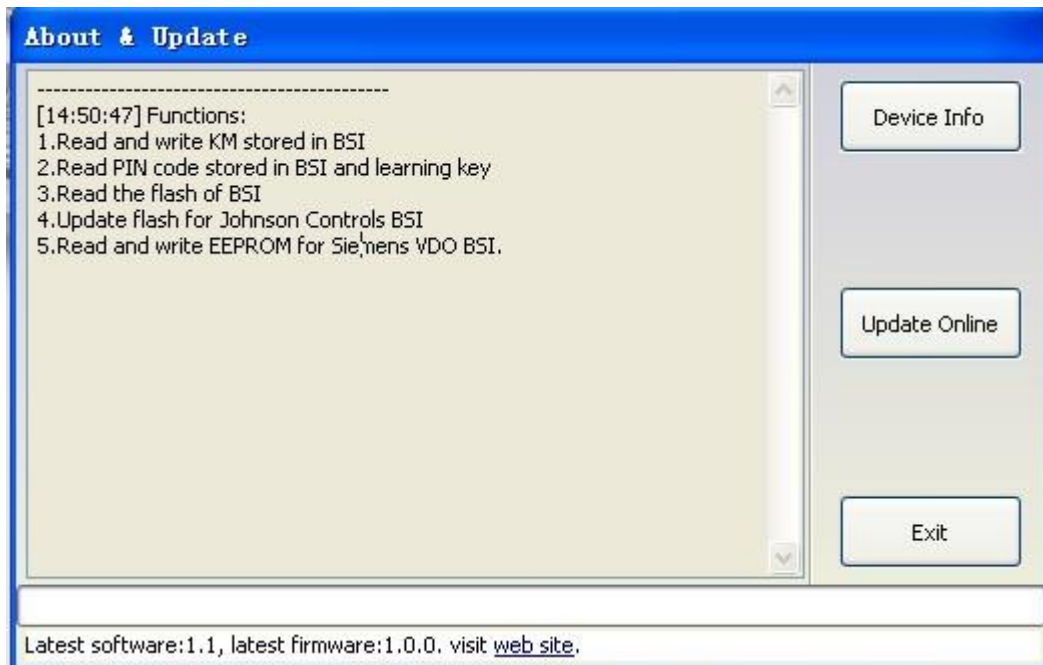 About & Update
--------------------------------------------
[14:50:47] Functions:
1.Read and write KM stored in BSI
2.Read PIN code stored in BSI and learning key
3.Read the flash of BSI
4.Update flash for Johnson Controls BSI
5.Read and write EEPROM for Siemens VDO BSI.
Device Info
Update Online
Exit
Latest software:1.1, latest firmware:1.0.0. visit web site.